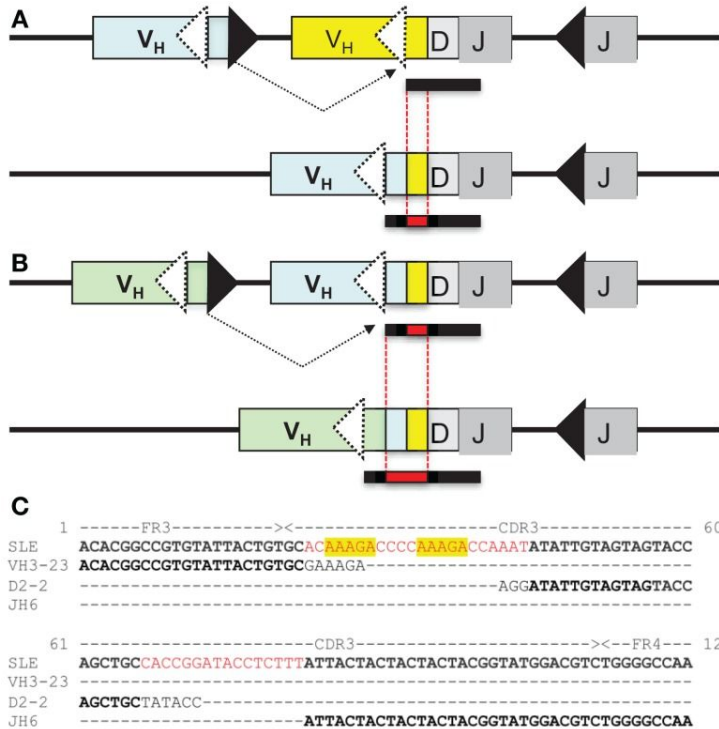 A
VH VH D J J
VH D J J
B
VH VH D J J
VH D J J
C
1 ------FR3----------><--------------------CDR3--------------- 60
SLE ACACGGCCGTGTATTACTGTGCACAAAGACCCCAAAGACCAAATATATTGTAGTAGTACC
VH3-23 ACACGGCCGTGTATTACTGTGCGAAAGA--------------------------------
D2-2 -----------------------------------------AGGATATTGTAGTAGTACC
JH6 ------------------------------------------------------------
61 -----------------------CDR3-----------------------><--FR4--- 12
SLE AGCTGCCACCGGATACCTCTTTATTACTACTACTACTACGGTATGGACGTCTGGGGCCAA
VH3-23 ------------------------------------------------------------
D2-2 AGCTGCTATACC------------------------------------------------
JH6 ----------------------ATTACTACTACTACTACGGTATGGACGTCTGGGGCCAA